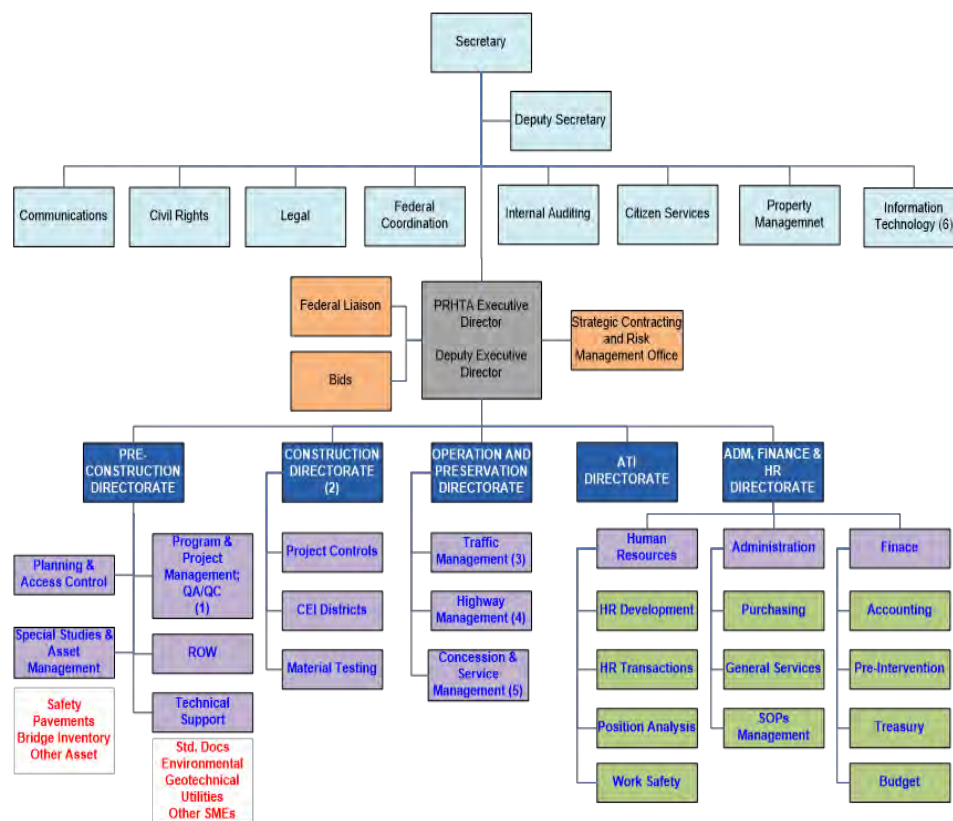 Secretary
Deputy Secretary
Communications
Civil Rights
Legal
Federal
Coordination
Internal Auditing
Citizen Services
Property
Managemnet
Information
Technology (6)
Federal Liaison
Bids
PRHTA Executive
Director
Deputy Executive
Director
Strategic Contracting
and Risk
Management Office
PRE-
CONSTRUCTION
DIRECTORATE
CONSTRUCTION
DIRECTORATE
(2)
OPERATION AND
PRESERVATION
DIRECTORATE
ATI
DIRECTORATE
ADM, FINANCE &
HR
DIRECTORATE
Planning &
Access Control
Special Studies &
Asset
Management
Safety
Pavements
Bridge Inventory
Other Asset
Program &
Project
Management;
QA/QC
(1)
ROW
Technical
Support
Std. Docs
Environmental
Geotechnical
Utilities
Other SMEs
Project Controls
CEI Districts
Material Testing
Traffic
Management (3)
Highway
Management (4)
Concession &
Service
Management (5)
Human
Resources
HR Development
HR Transactions
Position Analysis
Work Safety
Administration
Purchasing
General Services
SOPs
Management
Finace
Accounting
Pre-Intervention
Treasury
Budget